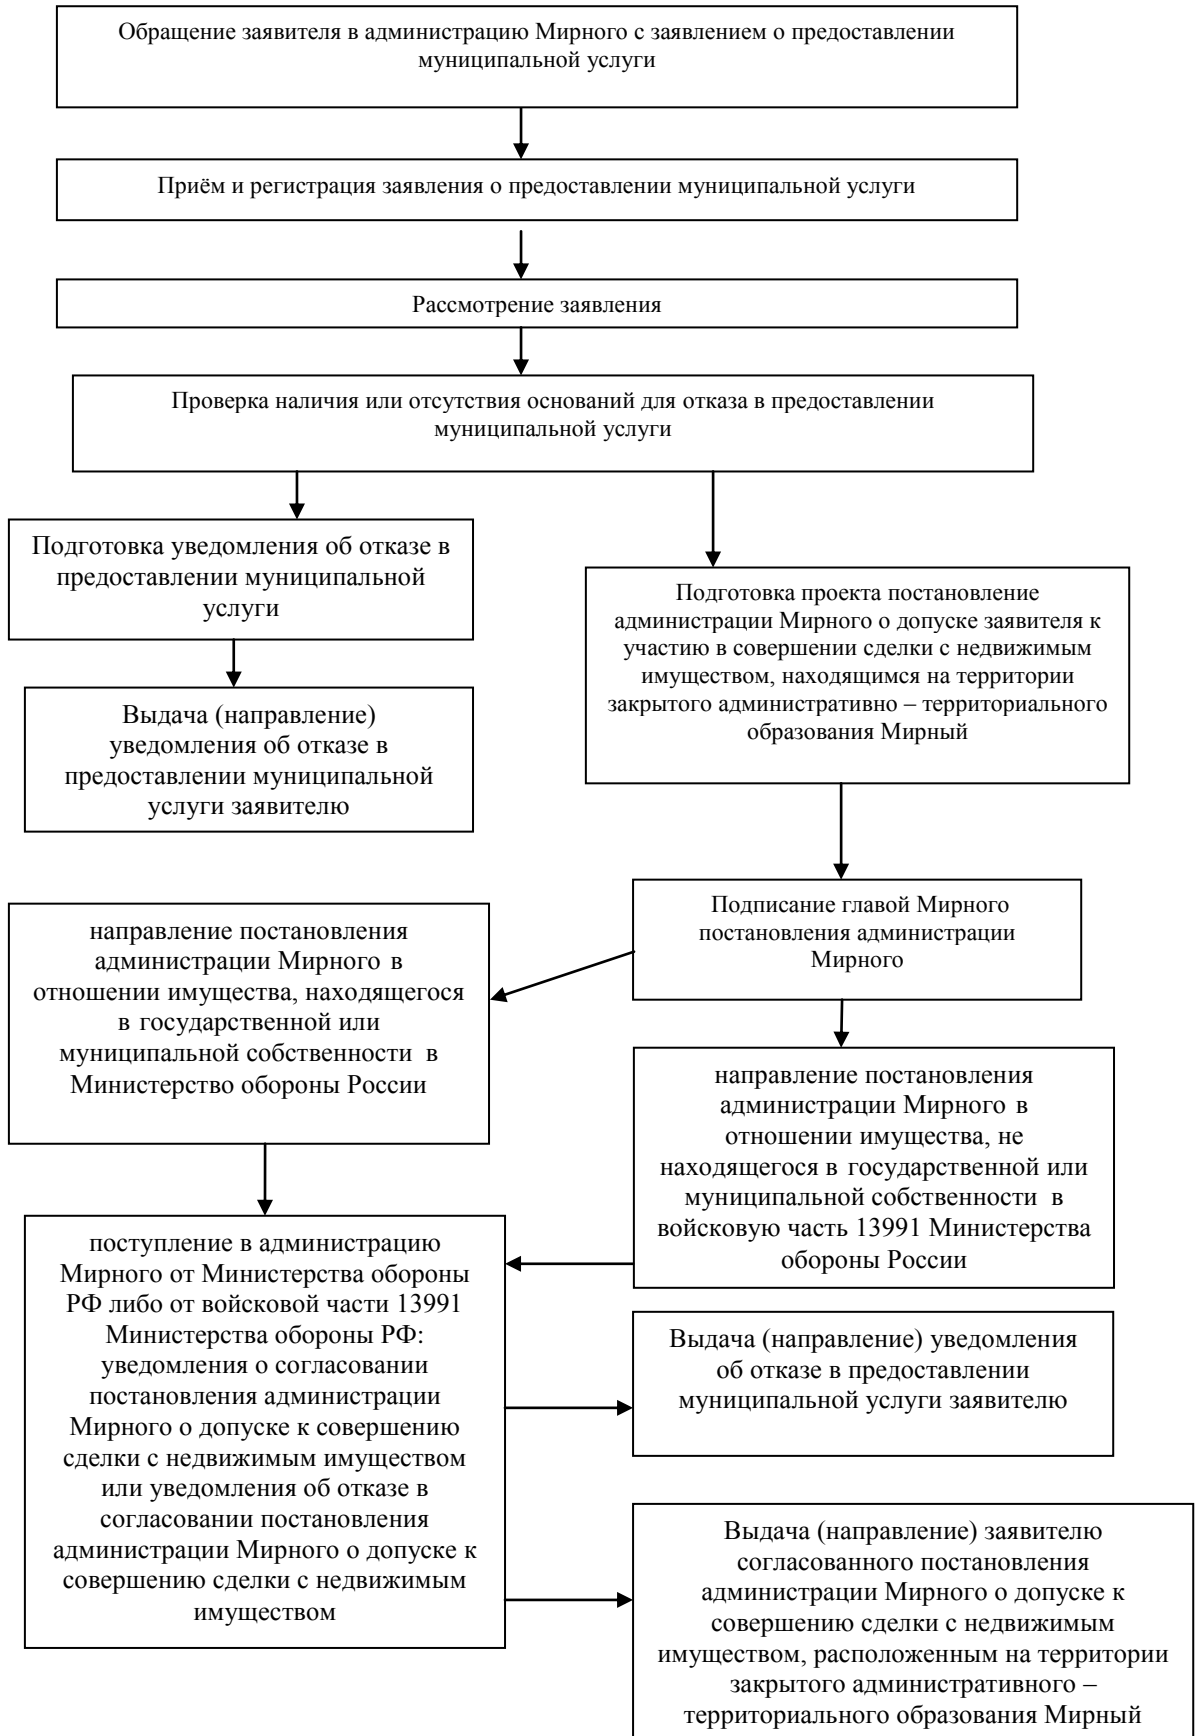 Обращение заявителя в администрацию Мирного с заявлением о предоставлении
муниципальной услуги
Приём и регистрация заявления о предоставлении муниципальной услуги
Рассмотрение заявления
Проверка наличия или отсутствия оснований для отказа в предоставлении
муниципальной услуги
Подготовка уведомления об отказе в
предоставлении муниципальной
услуги
Выдача (направление)
уведомления об отказе в
предоставлении муниципальной
услуги заявителю
Подготовка проекта постановление
администрации Мирного о допуске заявителя к
участию в совершении сделки с недвижимым
имуществом, находящимся на территории
закрытого административно – территориального
образования Мирный
Подписание главой Мирного
постановления администрации
Мирного
направление постановления
администрации Мирного в
отношении имущества, находящегося
в государственной или
муниципальной собственности в
Министерство обороны России
направление постановления
администрации Мирного в
отношении имущества, не
находящегося в государственной или
муниципальной собственности в
войсковую часть 13991 Министерства
обороны России
поступление в администрацию
Мирного от Министерства обороны
РФ либо от войсковой части 13991
Министерства обороны РФ:
уведомления о согласовании
постановления администрации
Мирного о допуске к совершению
сделки с недвижимым имуществом
или уведомления об отказе в
согласовании постановления
администрации Мирного о допуске к
совершению сделки с недвижимым
имуществом
Выдача (направление) уведомления
об отказе в предоставлении
муниципальной услуги заявителю
Выдача (направление) заявителю
согласованного постановления
администрации Мирного о допуске к
совершению сделки с недвижимым
имуществом, расположенным на территории
закрытого административного –
территориального образования Мирный